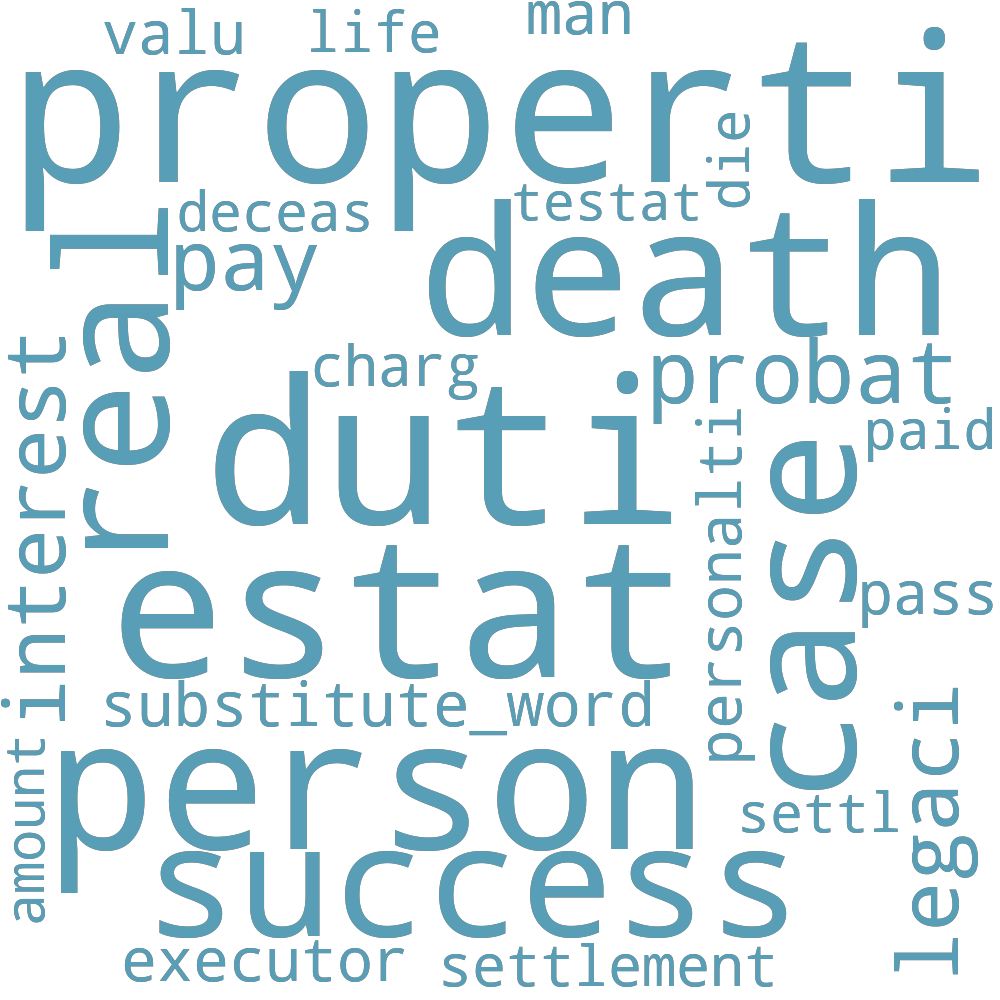 man
valu
life
properti
die
deceas
testat
real
death
pay
interest
charg
probat
duti
paid
personalti
case
estat
pass
substitute_word
legaci
amount
person
settl
success
executor
settlement